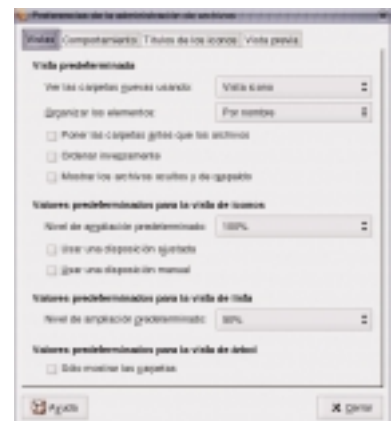 Preferencias de la administración de archivos
Vistas Comportamiento Títulos de los iconos Vista previa
Vista predeterminada
Ver las carpetas nuevas usando: Vista icono
Organizar los elementos: Por nombre
Poner las carpetas antes que los archivos
Ordenar inversamente
Mostrar los archivos ocultos y de respaldo
Valores predeterminados para la vista de iconos
Nivel de ampliación predeterminado: 100%
Usar una disposición ajustada
Usar una disposición manual
Valores predeterminados para la vista de lista
Nivel de ampliación predeterminado: 50%
Valores predeterminados para la vista de árbol
Sólo mostrar las carpetas
Ayuda Cerrar